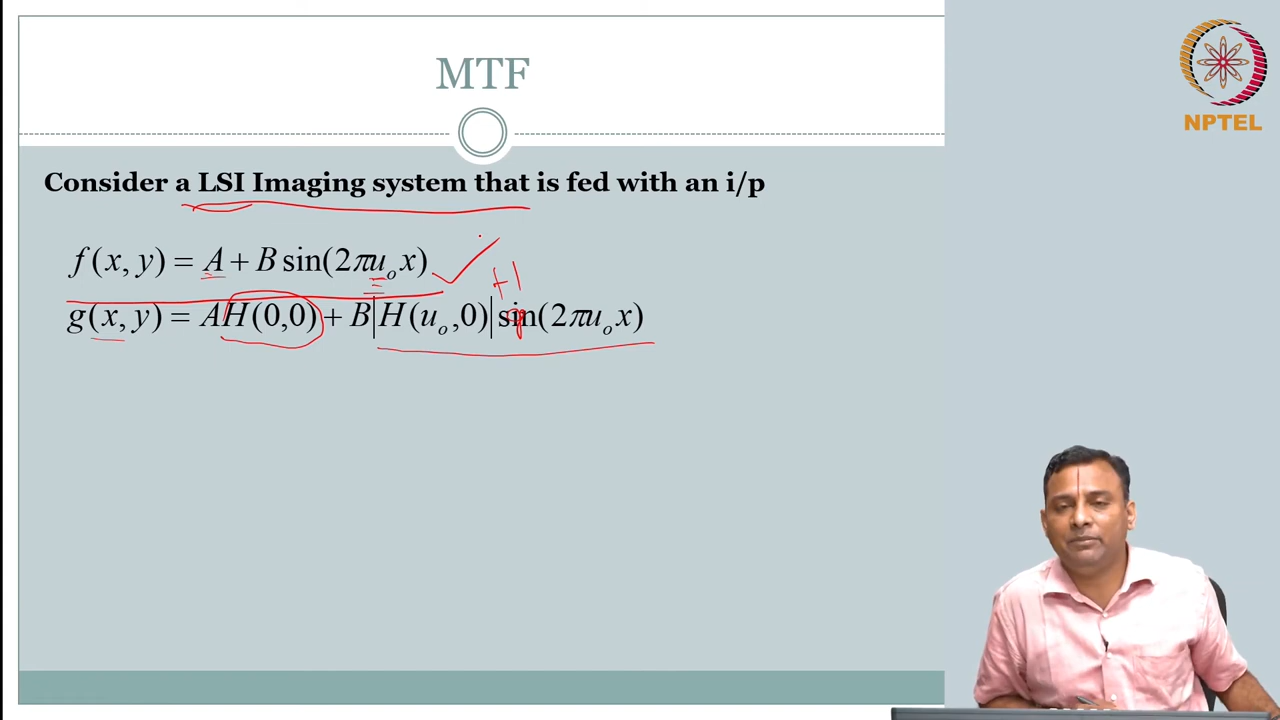 MTF
NPTEL
Consider a LSI Imaging system that is fed with an i/p
f(x, y) = A + B sin(2πu₀x)
+1
g(x, y) = AH(0,0) + B|H(u₀,0)| sin(2πu₀x)